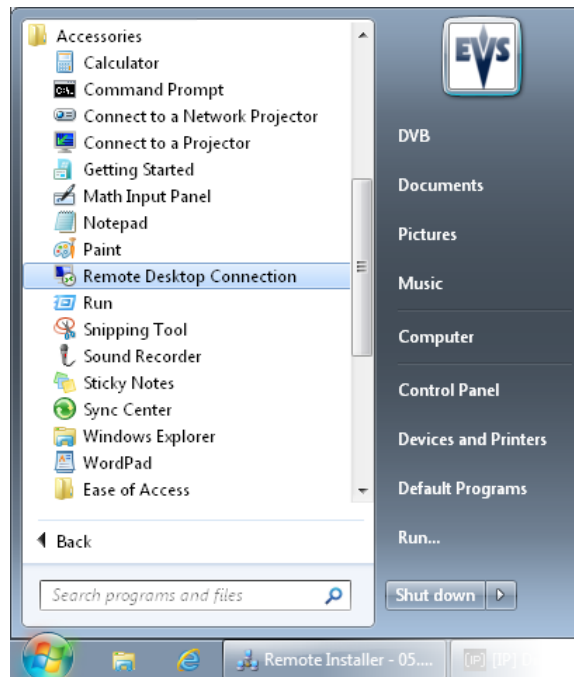 Accessories
Calculator
Command Prompt
Connect to a Network Projector
Connect to a Projector
Getting Started
Math Input Panel
Notepad
Paint
Remote Desktop Connection
Run
Snipping Tool
Sound Recorder
Sticky Notes
Sync Center
Windows Explorer
WordPad
Ease of Access
Back
Search programs and files
EVS
DVB
Documents
Pictures
Music
Computer
Control Panel
Devices and Printers
Default Programs
Run...
Shut down
Remote Installer - 05....
[IP] [IP]